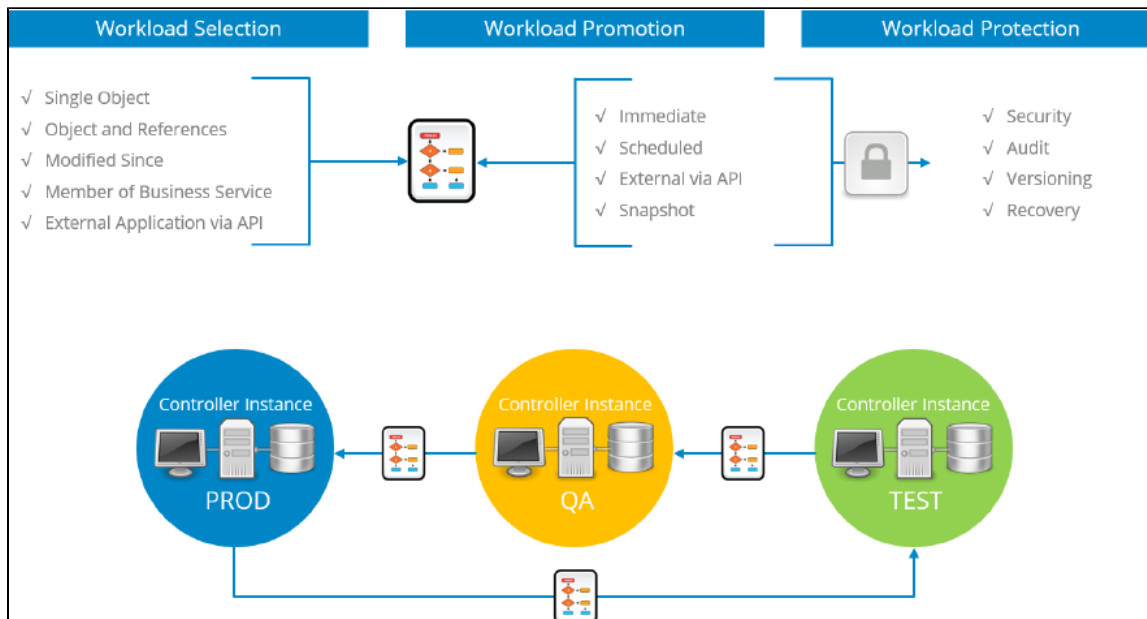 Workload Selection
Workload Promotion
Workload Protection
√ Single Object
√ Object and References
√ Modified Since
√ Member of Business Service
√ External Application via API
√ Immediate
√ Scheduled
√ External via API
√ Snapshot
√ Security
√ Audit
√ Versioning
√ Recovery
Controller Instance
PROD
Controller Instance
QA
Controller Instance
TEST